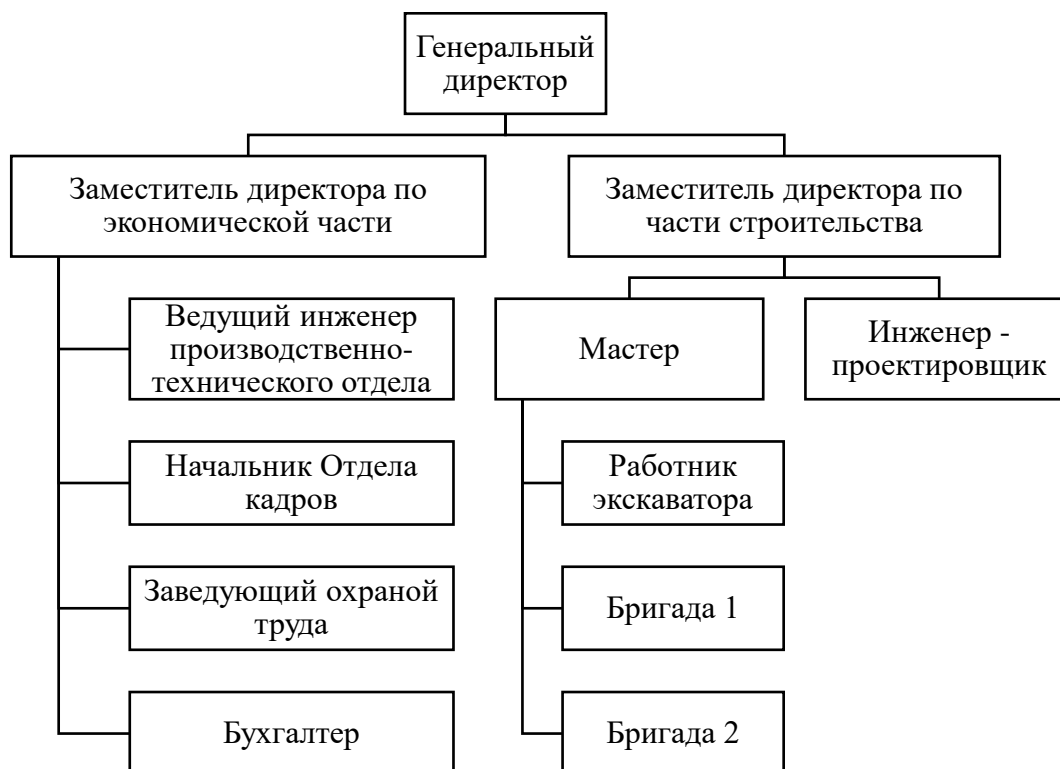 Генеральный
директор
Заместитель директора по
экономической части
Заместитель директора по
части строительства
Ведущий инженер
производственно-
технического отдела
Начальник Отдела
кадров
Заведующий охраной
труда
Бухгалтер
Мастер
Инженер -
проектировщик
Работник
экскаватора
Бригада 1
Бригада 2